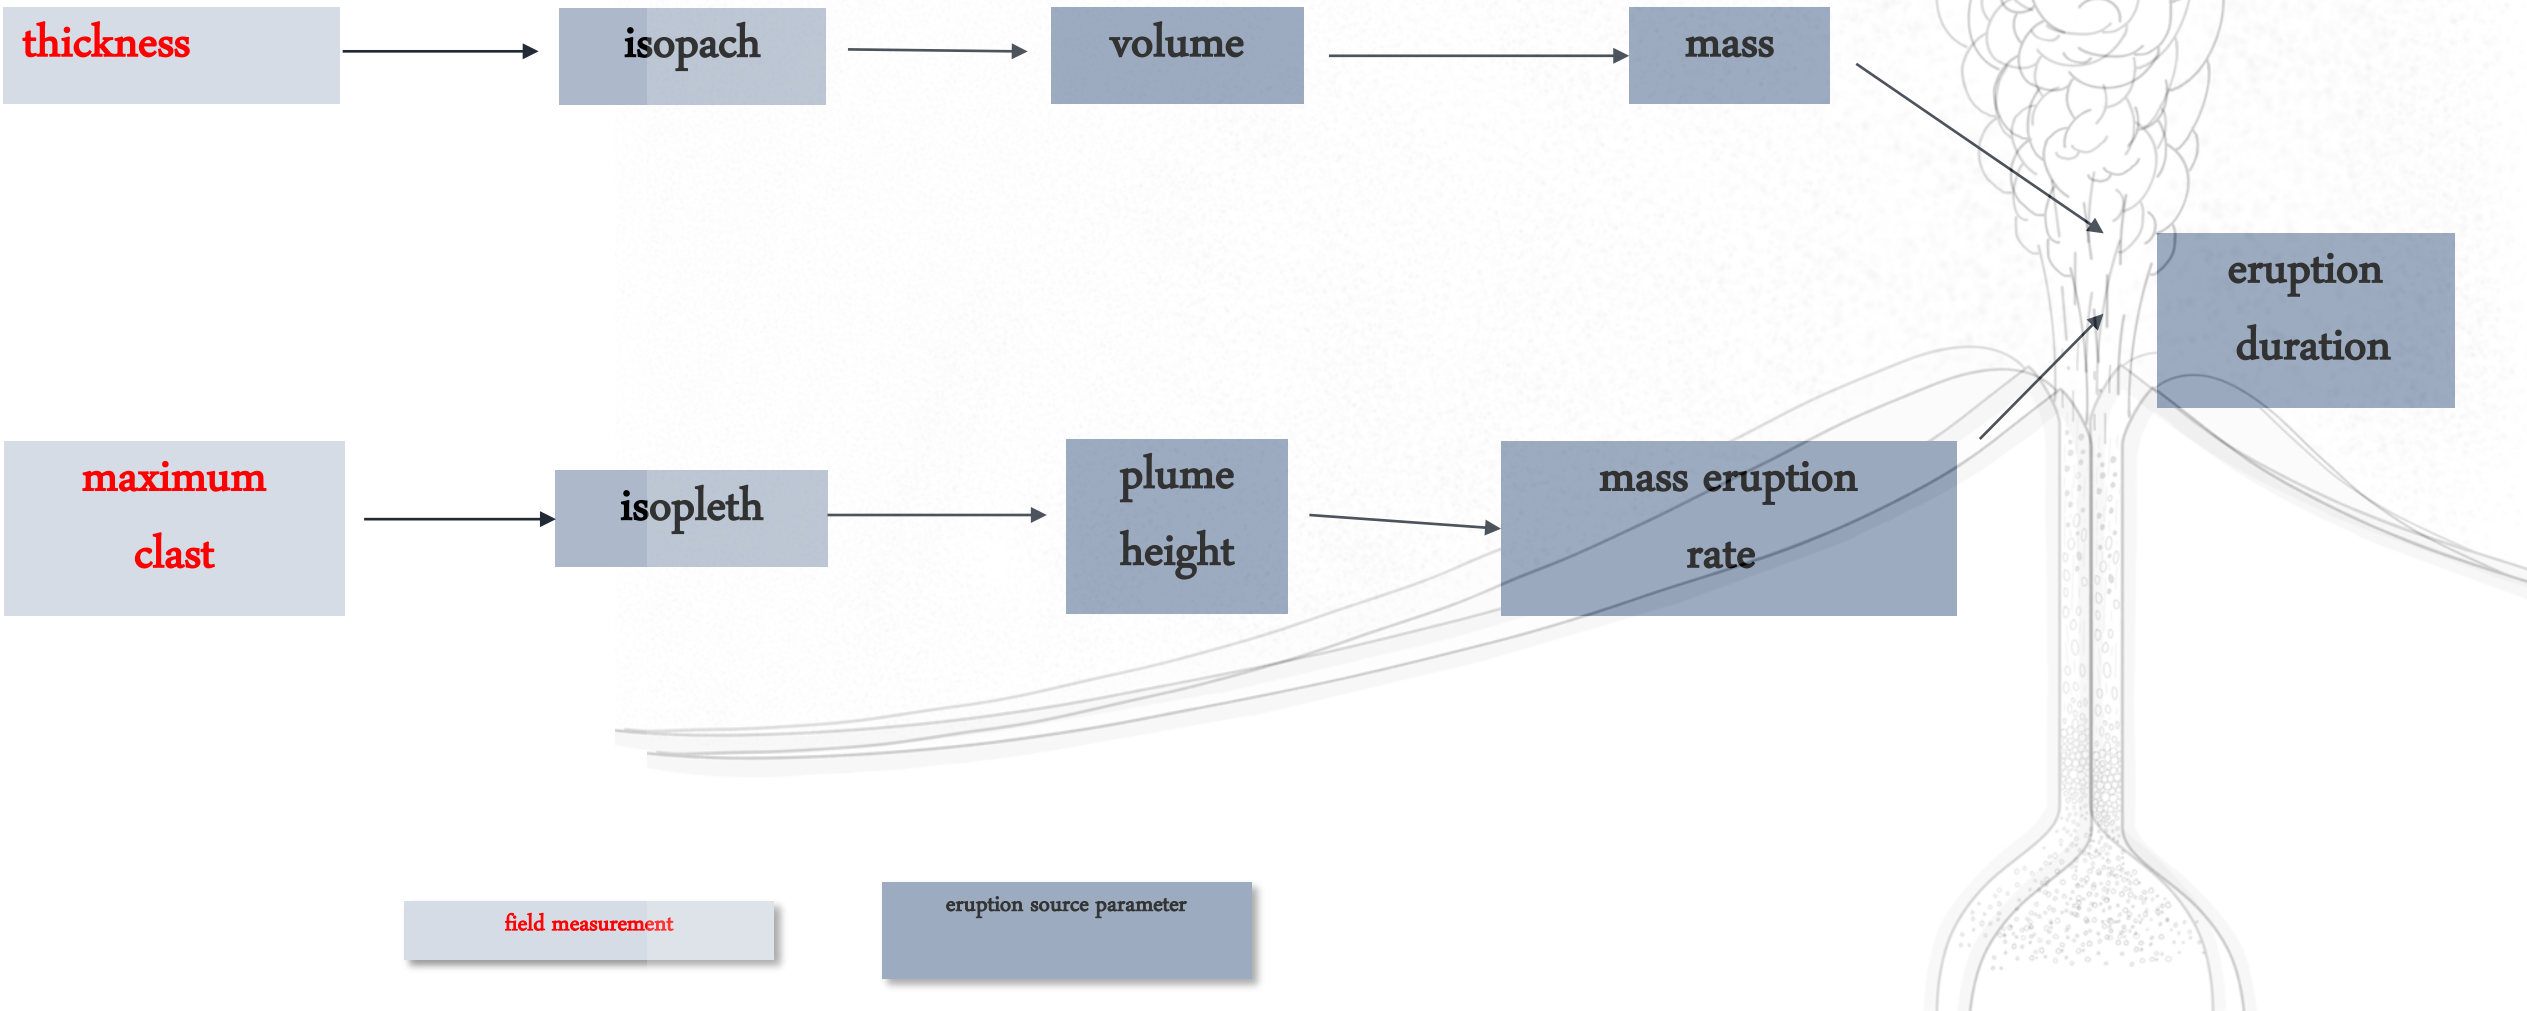 thickness
isopach
volume
mass
eruption
duration
maximum
clast
isopleth
plume
height
mass eruption
rate
field measurement
eruption source parameter